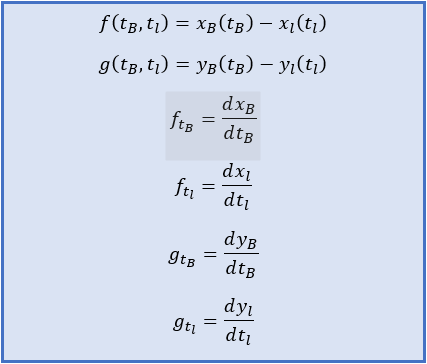 f(t_B, t_l) = x_B(t_B) − x_l(t_l)
g(t_B, t_l) = y_B(t_B) − y_l(t_l)
f_{t_B} = dx_B/dt_B
f_{t_l} = dx_l/dt_l
g_{t_B} = dy_B/dt_B
g_{t_l} = dy_l/dt_l